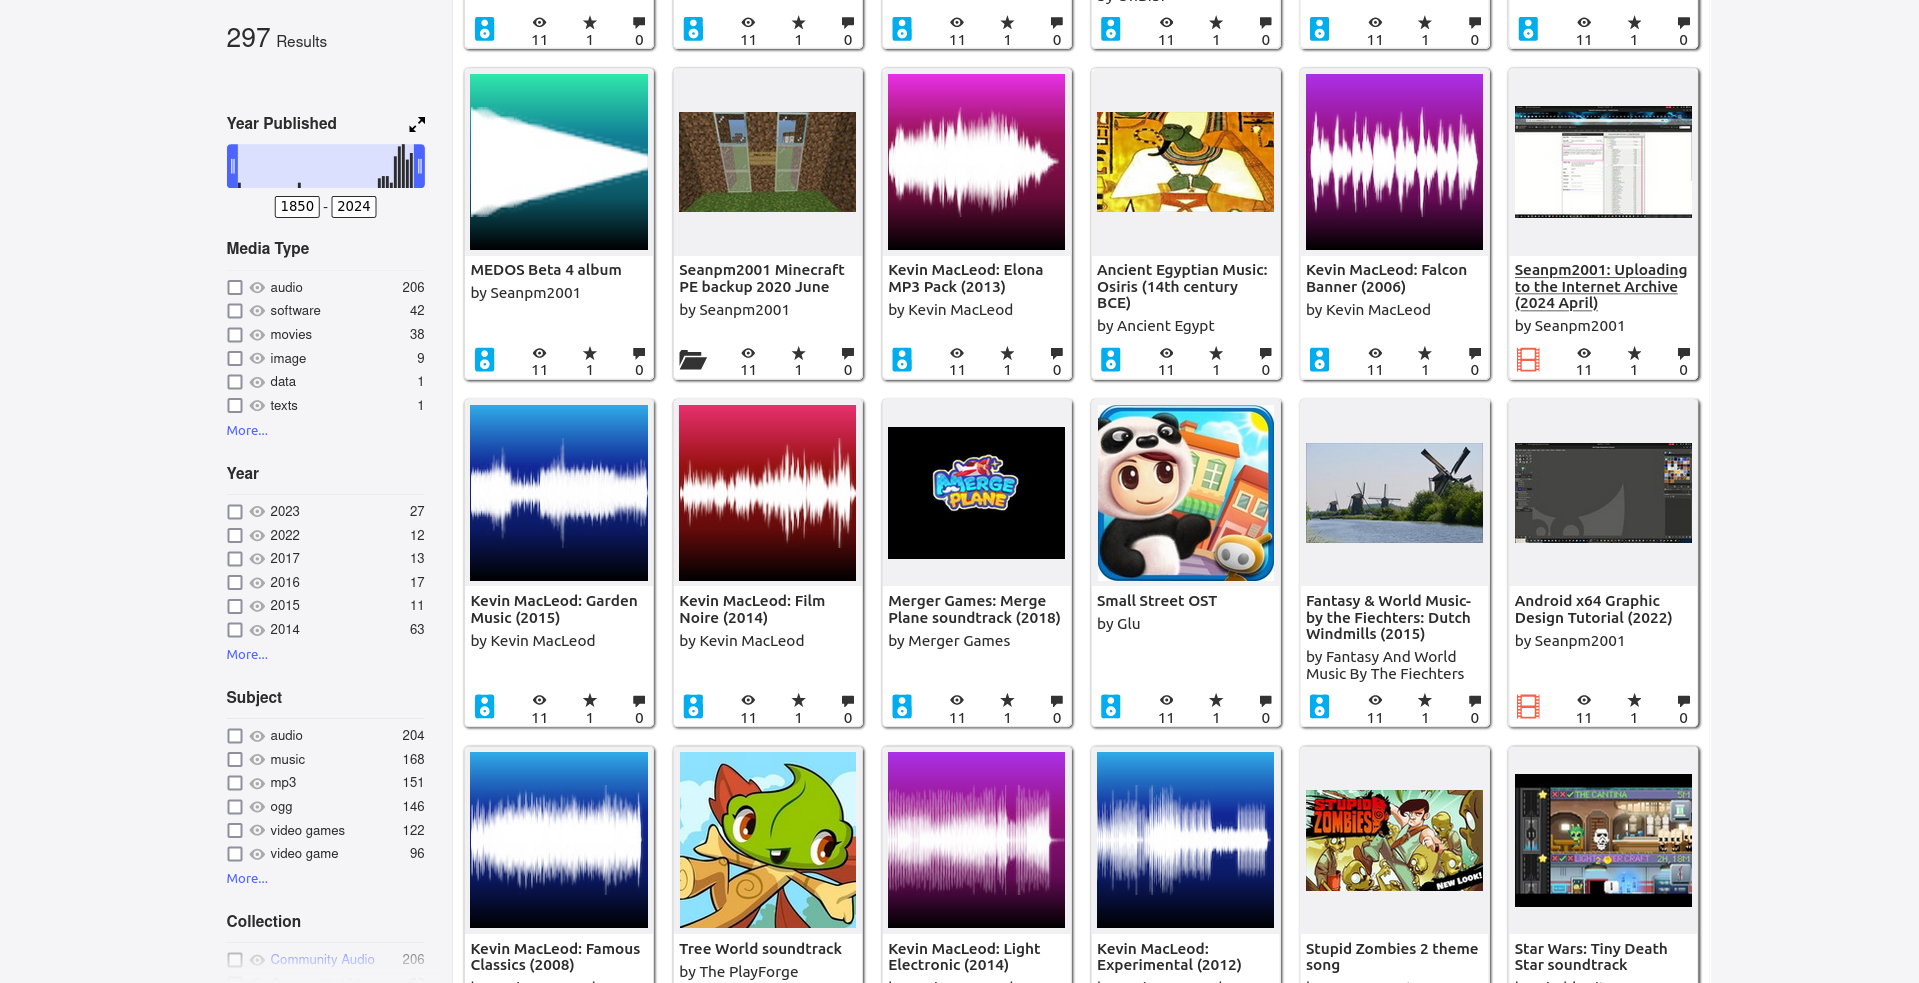 297 Results
Year Published
1850 - 2024
Media Type
audio 206
software 42
movies 38
image 9
data 1
texts 1
More...
Year
2023 27
2022 12
2017 13
2016 17
2015 11
2014 63
More...
Subject
audio 204
music 168
mp3 151
ogg 146
video games 122
video game 96
More...
Collection
Community Audio 206
11 1 0
11 1 0
11 1 0
11 1 0
11 1 0
11 1 0
MEDOS Beta 4 album
by Seanpm2001
11 1 0
Seanpm2001 Minecraft
PE backup 2020 June
by Seanpm2001
11 1 0
Kevin MacLeod: Elona
MP3 Pack (2013)
by Kevin MacLeod
11 1 0
Ancient Egyptian Music:
Osiris (14th century
BCE)
by Ancient Egypt
11 1 0
Kevin MacLeod: Falcon
Banner (2006)
by Kevin MacLeod
11 1 0
Seanpm2001: Uploading
to the Internet Archive
(2024 April)
by Seanpm2001
11 1 0
Kevin MacLeod: Garden
Music (2015)
by Kevin MacLeod
11 1 0
Kevin MacLeod: Film
Noire (2014)
by Kevin MacLeod
11 1 0
MERGE
PLANE
Merger Games: Merge
Plane soundtrack (2018)
by Merger Games
11 1 0
Small Street OST
by Glu
11 1 0
Fantasy & World Music-
by the Fiechters: Dutch
Windmills (2015)
by Fantasy And World
Music By The Fiechters
11 1 0
Android x64 Graphic
Design Tutorial (2022)
by Seanpm2001
11 1 0
Kevin MacLeod: Famous
Classics (2008)
Tree World soundtrack
by The PlayForge
Kevin MacLeod: Light
Electronic (2014)
Kevin MacLeod:
Experimental (2012)
STUPID
ZOMBIES
NEW LOOK!
Stupid Zombies 2 theme
song
THE CANTINA 5M
2H, 18M
Star Wars: Tiny Death
Star soundtrack